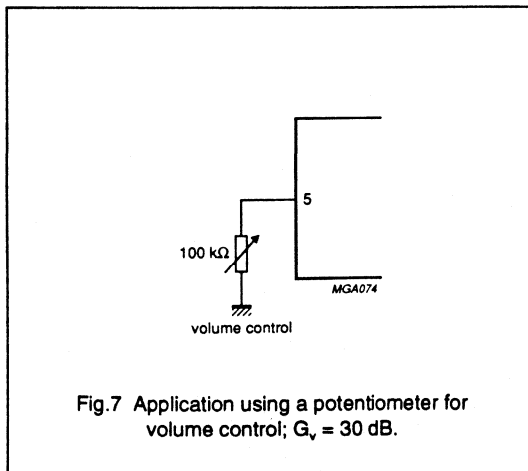 5
100 kΩ
MGA074
volume control
Fig.7 Application using a potentiometer for
volume control; Gv = 30 dB.